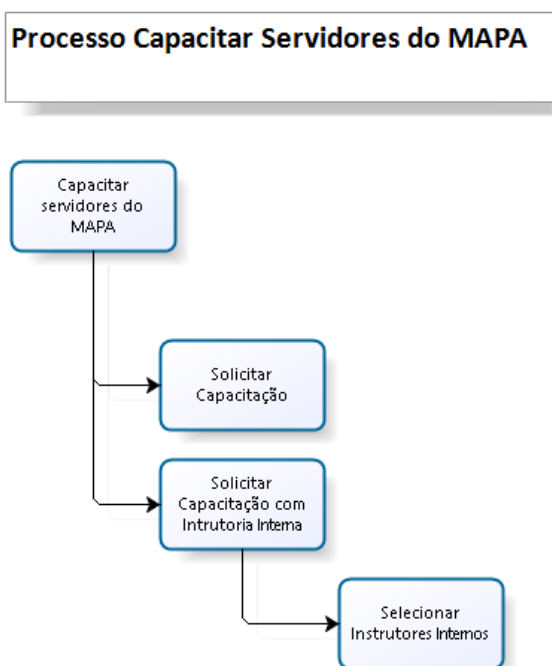 Processo Capacitar Servidores do MAPA
Capacitar
servidores do
MAPA
Solicitar
Capacitação
Solicitar
Capacitação com
Intrutoria Interna
Selecionar
Instrutores Internos